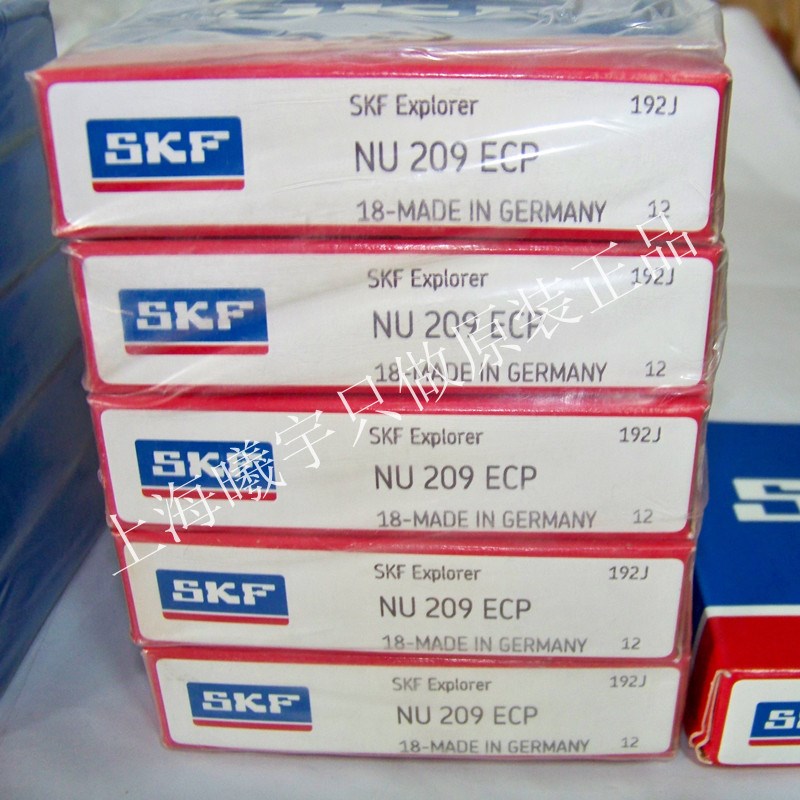 SKF
SKF Explorer 192J
NU 209 ECP
18-MADE IN GERMANY 12
SKF
SKF Explorer 192J
NU 209 ECP
18-MADE IN GERMANY 12
SKF
SKF Explorer 192J
NU 209 ECP
18-MADE IN GERMANY 12
SKF
SKF Explorer 192J
NU 209 ECP
18-MADE IN GERMANY 12
SKF
SKF Explorer 192J
NU 209 ECP
18-MADE IN GERMANY 12
上海曦宇只做原装正品